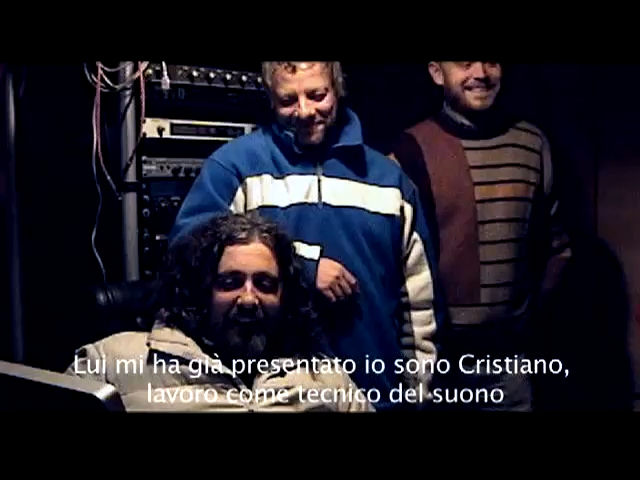 Lui mi ha già presentato io sono Cristiano,
lavoro come tecnico del suono